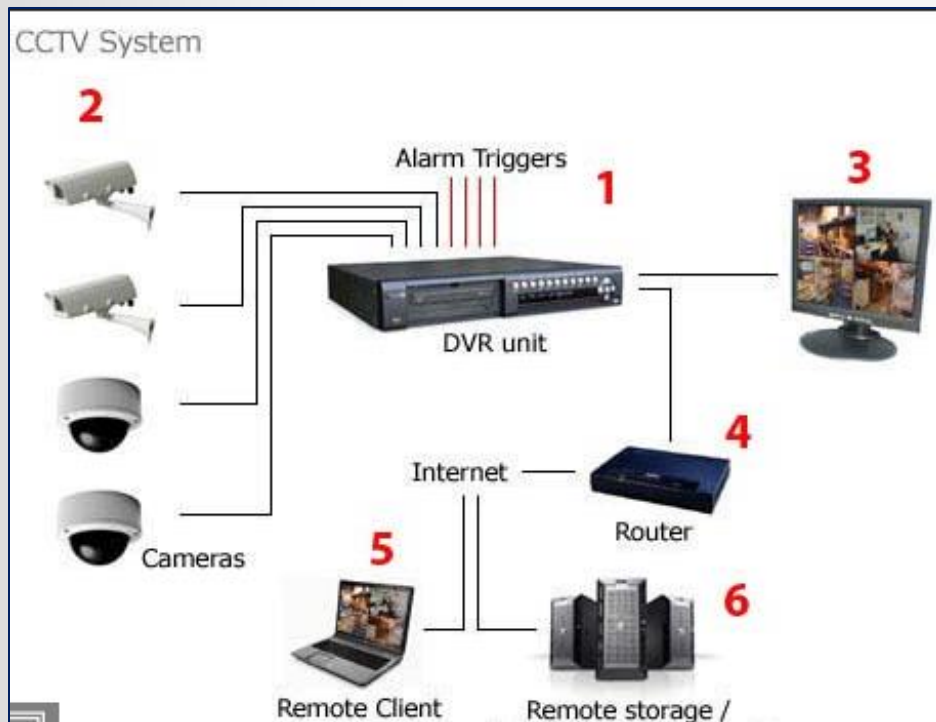 CCTV System
2
Alarm Triggers
1
3
DVR unit
4
Internet
Router
Cameras
5
6
Remote Client
Remote storage /